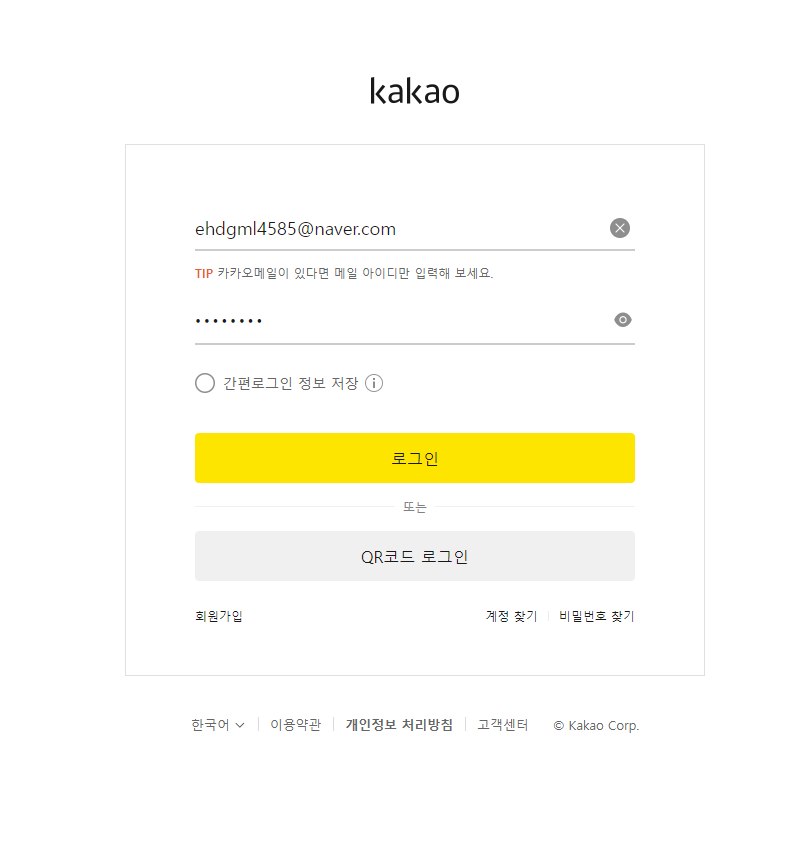 kakao
ehdgml4585@naver.com
TIP 카카오메일이 있다면 메일 아이디만 입력해 보세요.
••••••••
간편로그인 정보 저장
로그인
또는
QR코드 로그인
회원가입 계정 찾기 비밀번호 찾기
한국어 이용약관 개인정보 처리방침 고객센터 © Kakao Corp.